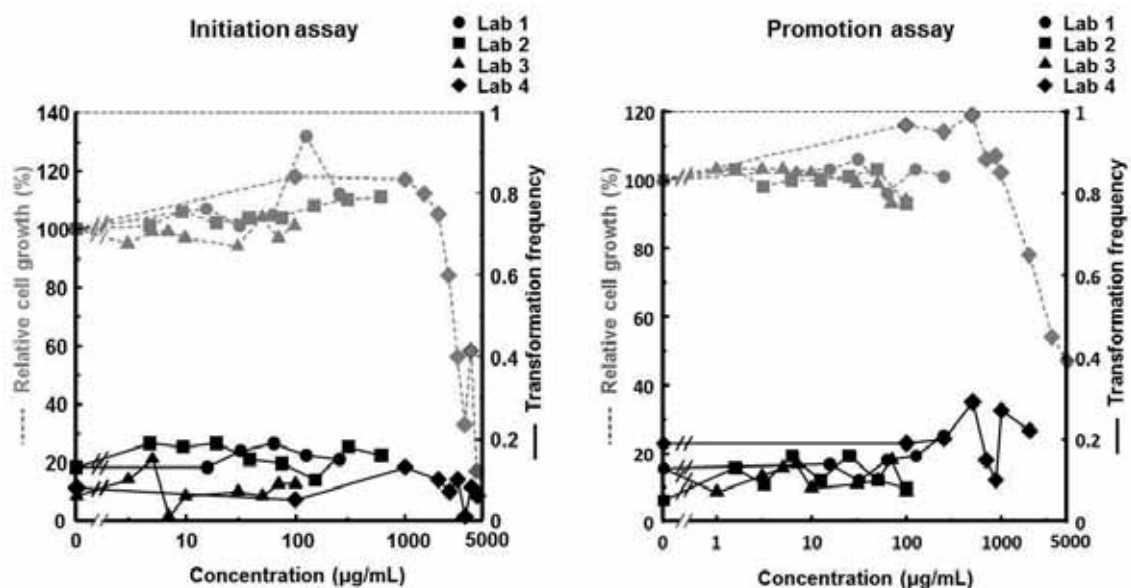 Initiation assay
Lab 1
Lab 2
Lab 3
Lab 4
140
120
100
80
60
40
20
0
Relative cell growth (%)
1
0.8
0.6
0.4
0.2
0
Transformation frequency
0
10
100
1000
5000
Concentration (µg/mL)
Promotion assay
Lab 1
Lab 2
Lab 3
Lab 4
120
100
80
60
40
20
0
Relative cell growth (%)
1
0.8
0.6
0.4
0.2
0
Transformation frequency
0
1
10
100
1000
5000
Concentration (µg/mL)